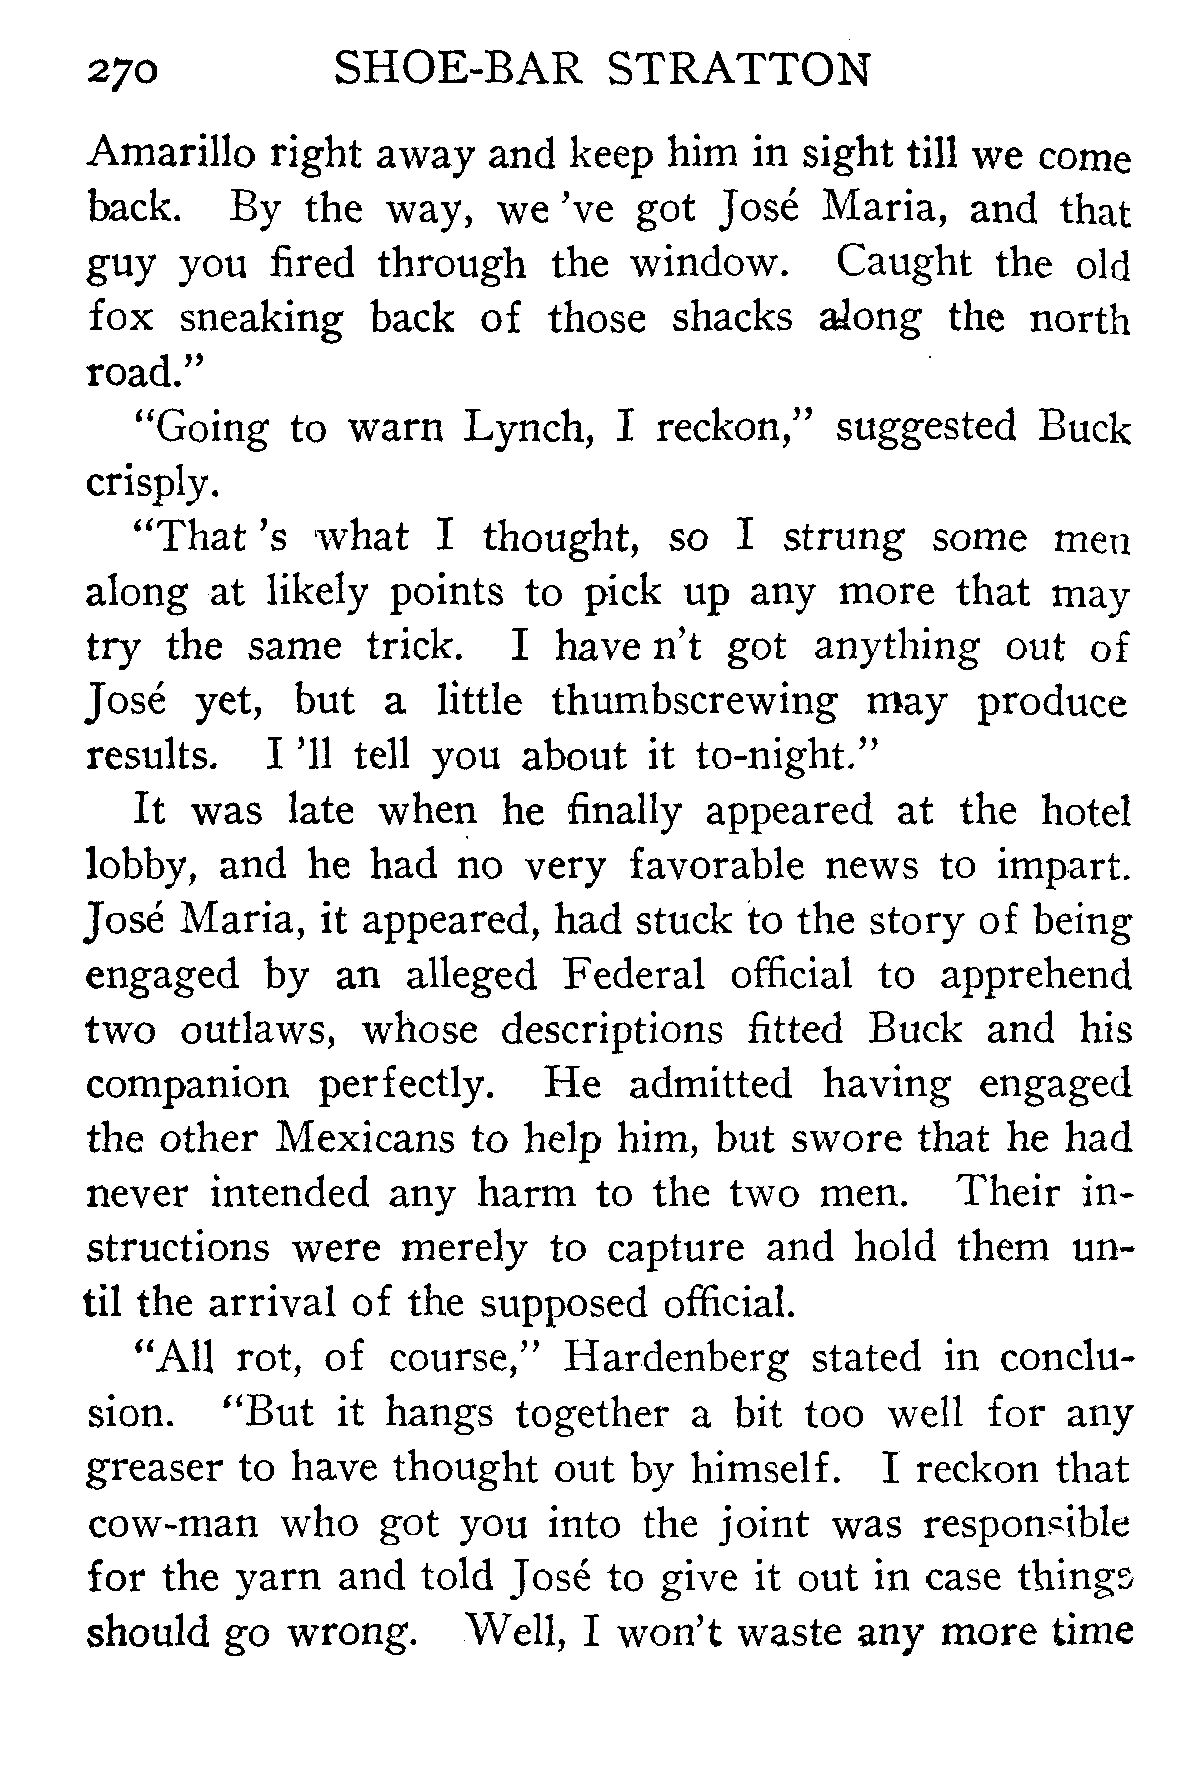 270 SHOE-BAR STRATTON
Amarillo right away and keep him in sight till we come
back. By the way, we 've got José Maria, and that
guy you fired through the window. Caught the old
fox sneaking back of those shacks along the north
road."
"Going to warn Lynch, I reckon," suggested Buck
crisply.
"That 's what I thought, so I strung some men
along at likely points to pick up any more that may
try the same trick. I have n't got anything out of
José yet, but a little thumbscrewing may produce
results. I 'll tell you about it to-night."
It was late when he finally appeared at the hotel
lobby, and he had no very favorable news to impart.
José Maria, it appeared, had stuck to the story of being
engaged by an alleged Federal official to apprehend
two outlaws, whose descriptions fitted Buck and his
companion perfectly. He admitted having engaged
the other Mexicans to help him, but swore that he had
never intended any harm to the two men. Their in-
structions were merely to capture and hold them un-
til the arrival of the supposed official.
"All rot, of course," Hardenberg stated in conclu-
sion. "But it hangs together a bit too well for any
greaser to have thought out by himself. I reckon that
cow-man who got you into the joint was responsible
for the yarn and told José to give it out in case things
should go wrong. Well, I won't waste any more time